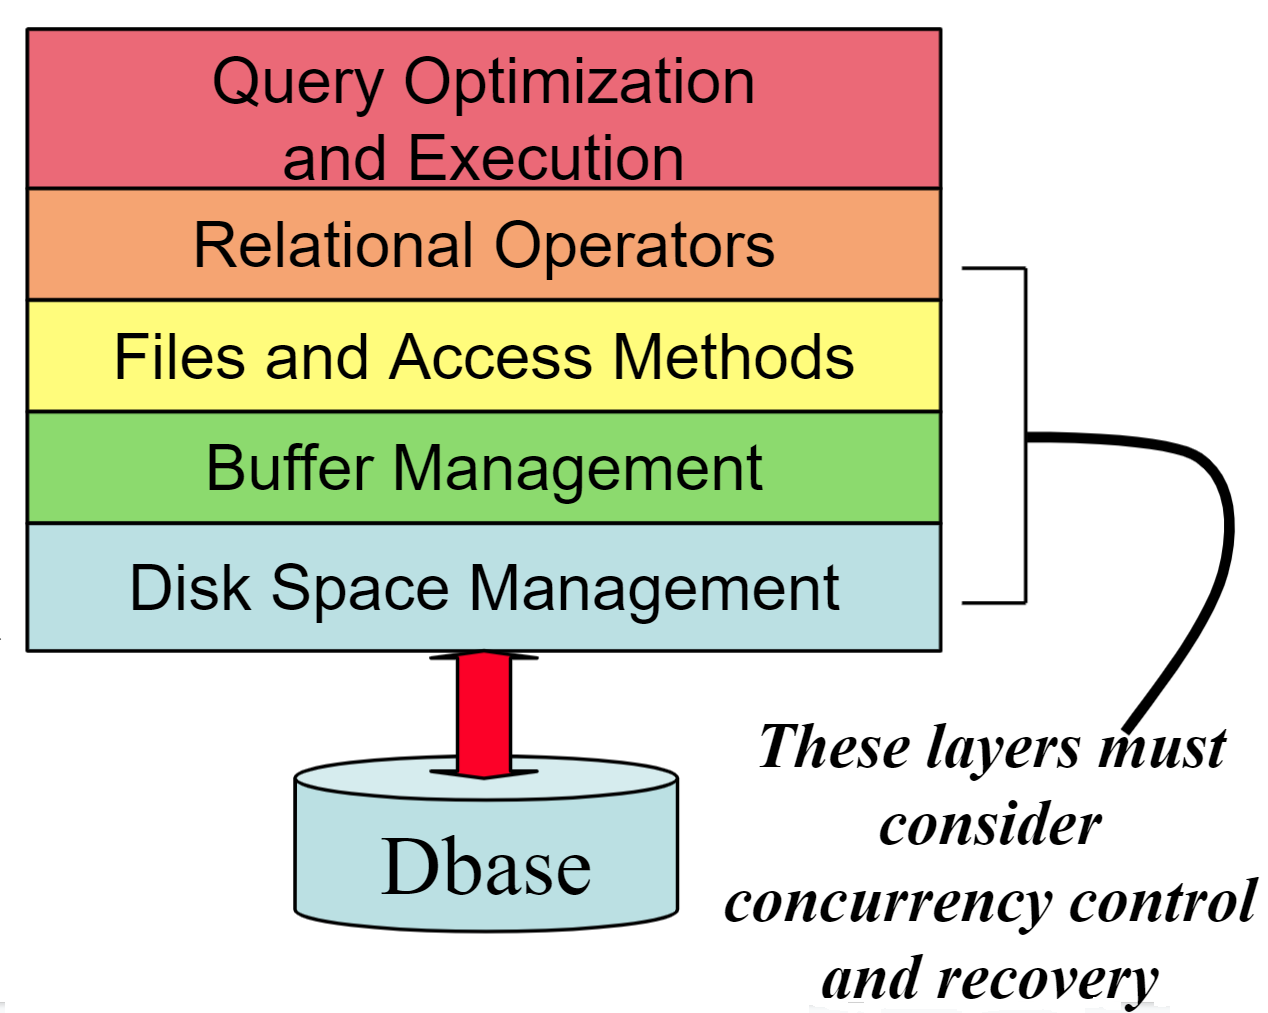 Query Optimization
and Execution
Relational Operators
Files and Access Methods
Buffer Management
Disk Space Management
Dbase
These layers must
consider
concurrency control
and recovery